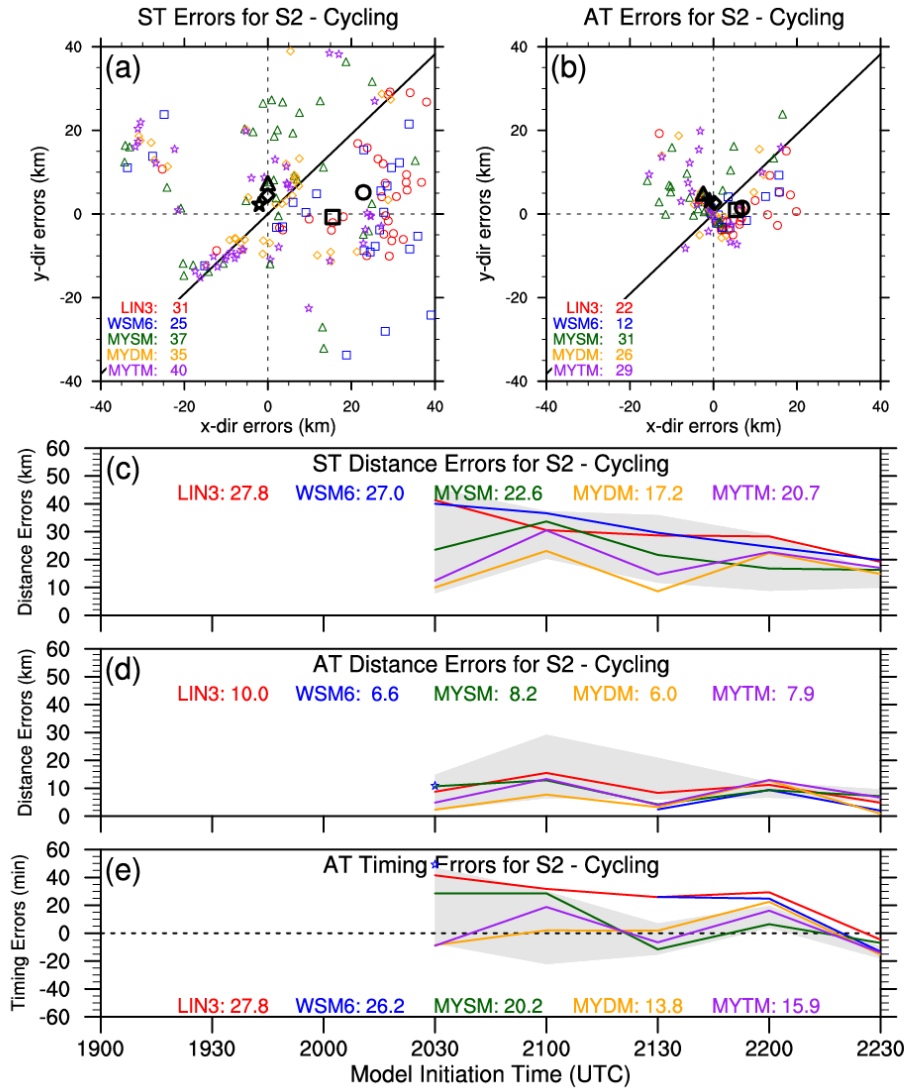 ST Errors for S2 - Cycling
(a)
y-dir errors (km)
40
20
0
-20
-40
LIN3: 31
WSM6: 25
MYSM: 37
MYDM: 35
MYTM: 40
-40 -20 0 20 40
x-dir errors (km)
AT Errors for S2 - Cycling
(b)
y-dir errors (km)
40
20
0
-20
-40
LIN3: 22
WSM6: 12
MYSM: 31
MYDM: 26
MYTM: 29
-40 -20 0 20 40
x-dir errors (km)
(c) ST Distance Errors for S2 - Cycling
LIN3: 27.8 WSM6: 27.0 MYSM: 22.6 MYDM: 17.2 MYTM: 20.7
Distance Errors (km)
60
50
40
30
20
10
0
(d) AT Distance Errors for S2 - Cycling
LIN3: 10.0 WSM6: 6.6 MYSM: 8.2 MYDM: 6.0 MYTM: 7.9
Distance Errors (km)
60
50
40
30
20
10
0
(e) AT Timing Errors for S2 - Cycling
Timing Errors (min)
60
40
20
0
-20
-40
-60
LIN3: 27.8 WSM6: 26.2 MYSM: 20.2 MYDM: 13.8 MYTM: 15.9
1900 1930 2000 2030 2100 2130 2200 2230
Model Initiation Time (UTC)